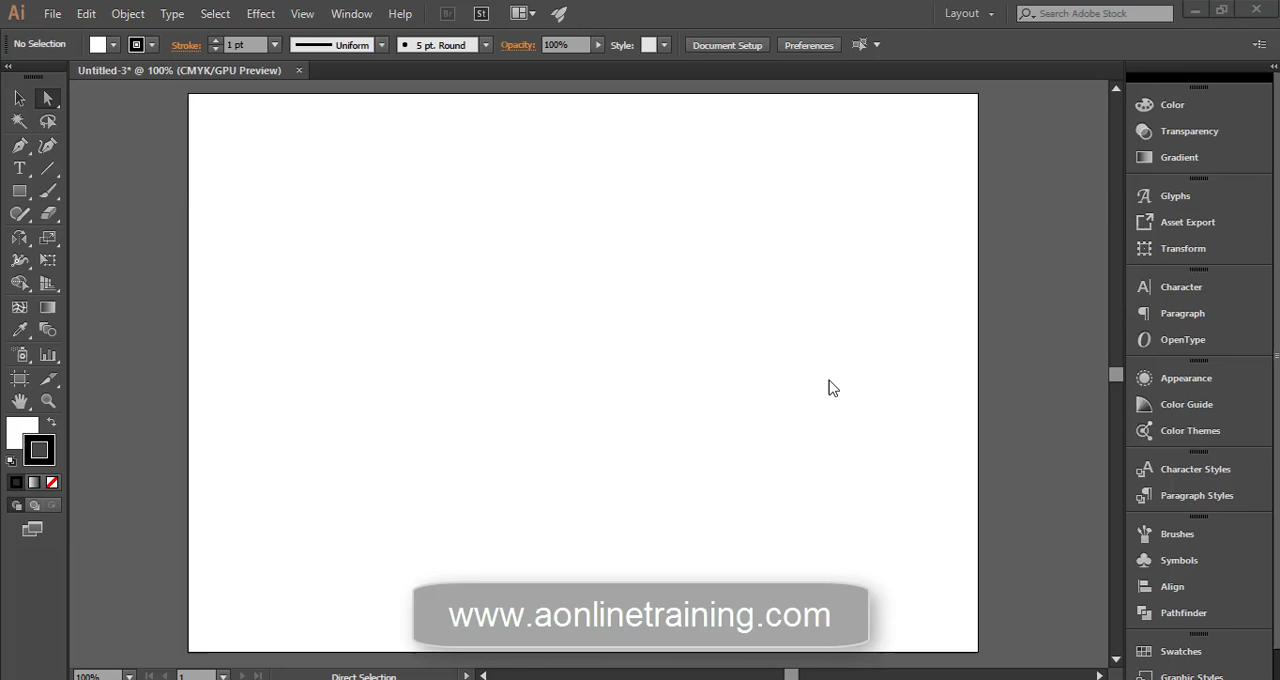 Ai File Edit Object Type Select Effect View Window Help Br St Layout Search Adobe Stock
No Selection Stroke: 1 pt Uniform 5 pt. Round Opacity: 100% Style: Document Setup Preferences
Untitled-3* @ 100% (CMYK/GPU Preview)
Color
Transparency
Gradient
Glyphs
Asset Export
Transform
Character
Paragraph
OpenType
Appearance
Color Guide
Color Themes
Character Styles
Paragraph Styles
Brushes
Symbols
Align
Pathfinder
Swatches
Graphic Styles
www.aonlinetraining.com
100% 1 Direct Selection